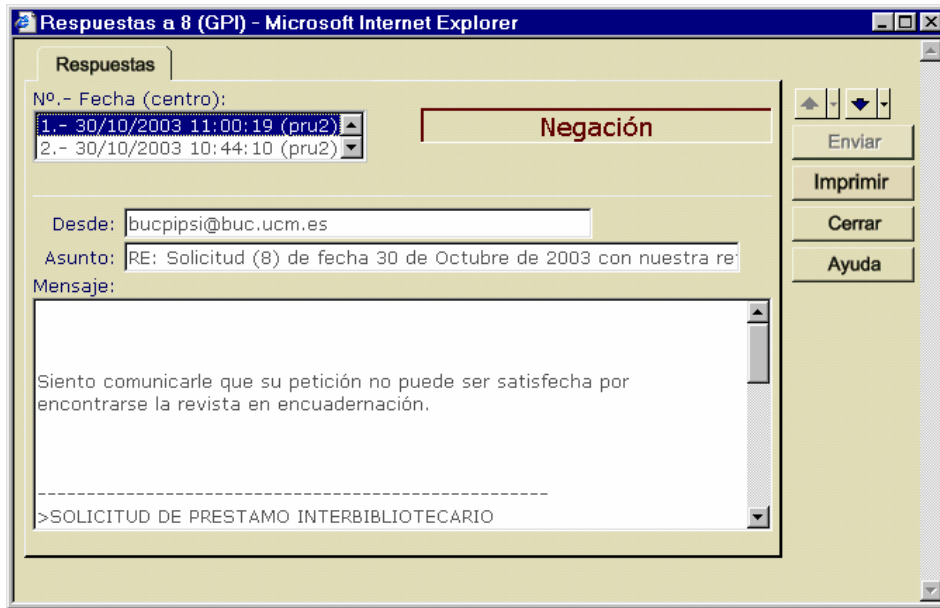 Respuestas a 8 (GPI) - Microsoft Internet Explorer
Respuestas
Nº.- Fecha (centro):
1.- 30/10/2003 11:00:19 (pru2)
2.- 30/10/2003 10:44:10 (pru2)
Negación
Enviar
Imprimir
Cerrar
Ayuda
Desde: bucpipsi@buc.ucm.es
Asunto: RE: Solicitud (8) de fecha 30 de Octubre de 2003 con nuestra re
Mensaje:
Siento comunicarle que su petición no puede ser satisfecha por
encontrarse la revista en encuadernación.
----------------------------------------------------
>SOLICITUD DE PRESTAMO INTERBIBLIOTECARIO